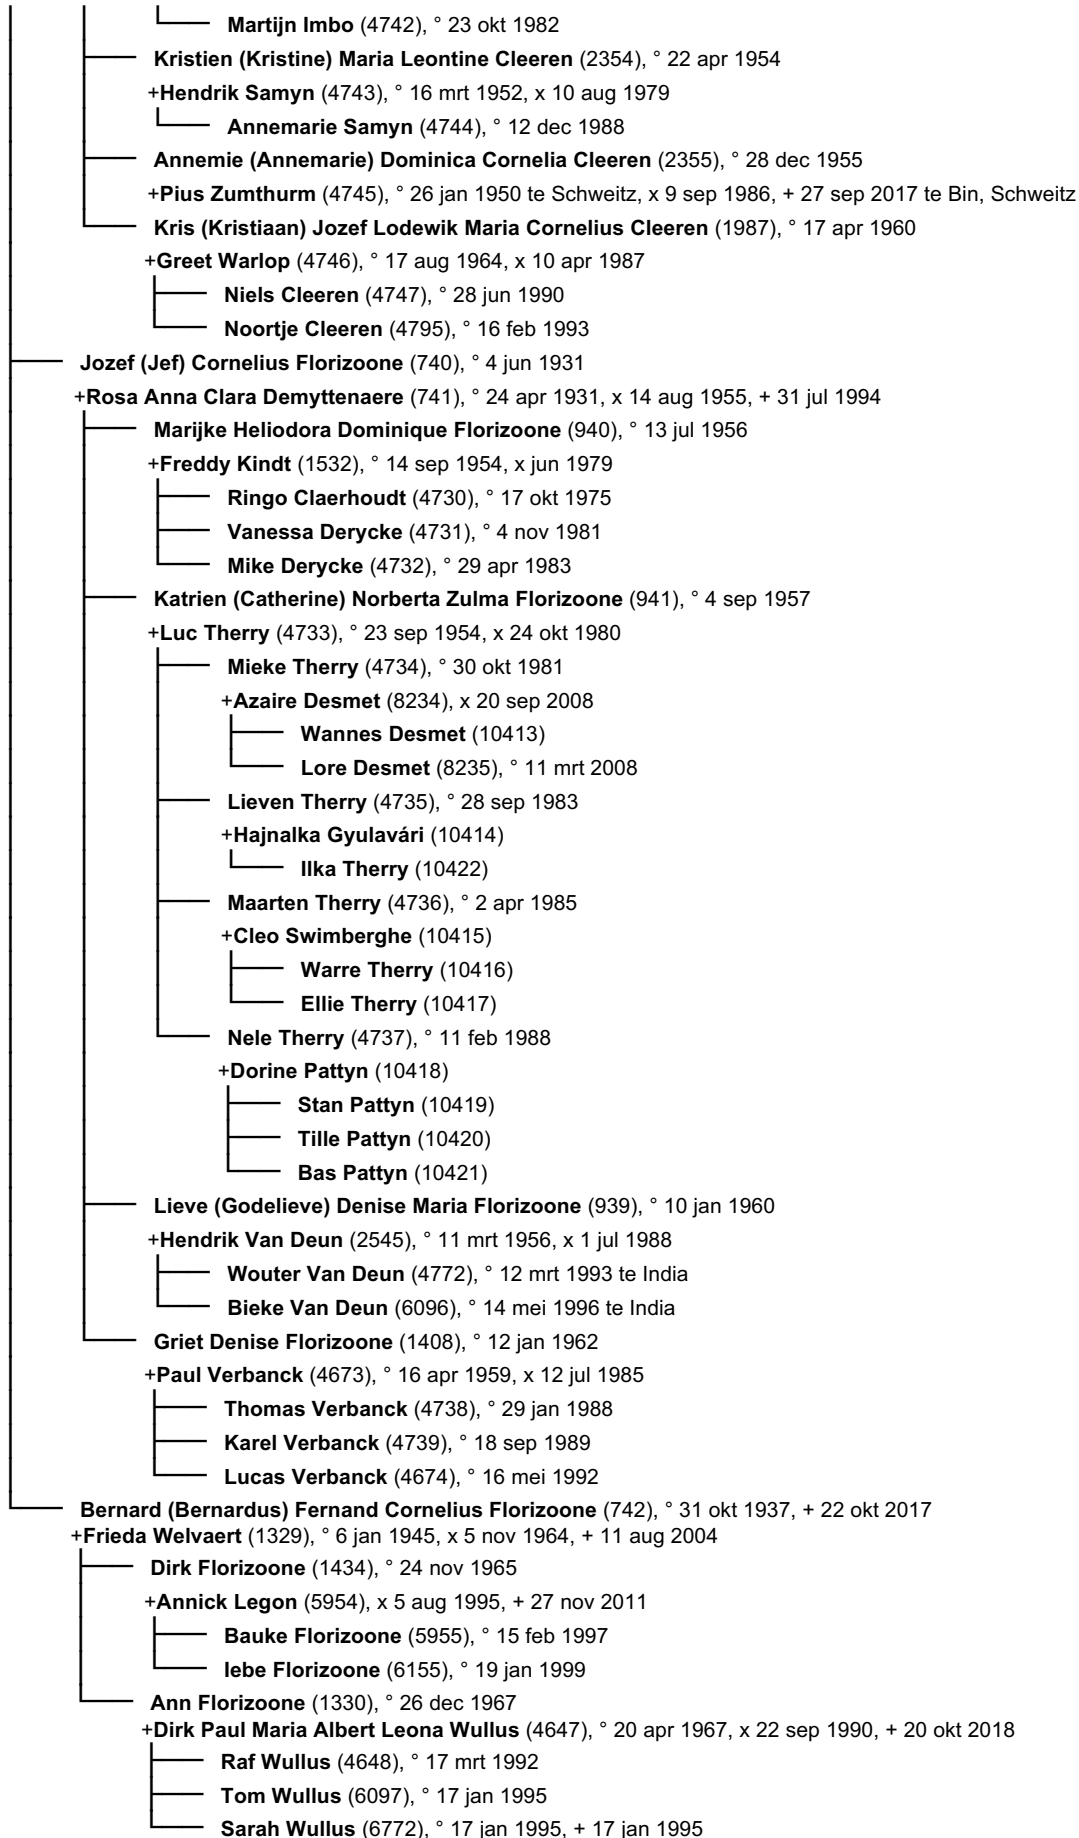 Martijn Imbo (4742), ° 23 okt 1982
Kristien (Kristine) Maria Leontine Cleeren (2354), ° 22 apr 1954
+Hendrik Samyn (4743), ° 16 mrt 1952, x 10 aug 1979
Annemarie Samyn (4744), ° 12 dec 1988
Annemie (Annemarie) Dominica Cornelia Cleeren (2355), ° 28 dec 1955
+Pius Zumthurm (4745), ° 26 jan 1950 te Schweitz, x 9 sep 1986, + 27 sep 2017 te Bin, Schweitz
Kris (Kristiaan) Jozef Lodewik Maria Cornelius Cleeren (1987), ° 17 apr 1960
+Greet Warlop (4746), ° 17 aug 1964, x 10 apr 1987
Niels Cleeren (4747), ° 28 jun 1990
Noortje Cleeren (4795), ° 16 feb 1993
Jozef (Jef) Cornelius Florizoone (740), ° 4 jun 1931
+Rosa Anna Clara Demyttenaere (741), ° 24 apr 1931, x 14 aug 1955, + 31 jul 1994
Marijke Heliodora Dominique Florizoone (940), ° 13 jul 1956
+Freddy Kindt (1532), ° 14 sep 1954, x jun 1979
Ringo Claerhoudt (4730), ° 17 okt 1975
Vanessa Derycke (4731), ° 4 nov 1981
Mike Derycke (4732), ° 29 apr 1983
Katrien (Catherine) Norberta Zulma Florizoone (941), ° 4 sep 1957
+Luc Therry (4733), ° 23 sep 1954, x 24 okt 1980
Mieke Therry (4734), ° 30 okt 1981
+Azaire Desmet (8234), x 20 sep 2008
Wannes Desmet (10413)
Lore Desmet (8235), ° 11 mrt 2008
Lieven Therry (4735), ° 28 sep 1983
+Hajnalka Gyulavári (10414)
Ilka Therry (10422)
Maarten Therry (4736), ° 2 apr 1985
+Cleo Swimberghe (10415)
Warre Therry (10416)
Ellie Therry (10417)
Nele Therry (4737), ° 11 feb 1988
+Dorine Pattyn (10418)
Stan Pattyn (10419)
Tille Pattyn (10420)
Bas Pattyn (10421)
Lieve (Godelieve) Denise Maria Florizoone (939), ° 10 jan 1960
+Hendrik Van Deun (2545), ° 11 mrt 1956, x 1 jul 1988
Wouter Van Deun (4772), ° 12 mrt 1993 te India
Bieke Van Deun (6096), ° 14 mei 1996 te India
Griet Denise Florizoone (1408), ° 12 jan 1962
+Paul Verbanck (4673), ° 16 apr 1959, x 12 jul 1985
Thomas Verbanck (4738), ° 29 jan 1988
Karel Verbanck (4739), ° 18 sep 1989
Lucas Verbanck (4674), ° 16 mei 1992
Bernard (Bernardus) Fernand Cornelius Florizoone (742), ° 31 okt 1937, + 22 okt 2017
+Frieda Welvaert (1329), ° 6 jan 1945, x 5 nov 1964, + 11 aug 2004
Dirk Florizoone (1434), ° 24 nov 1965
+Annick Legon (5954), x 5 aug 1995, + 27 nov 2011
Bauke Florizoone (5955), ° 15 feb 1997
Iebe Florizoone (6155), ° 19 jan 1999
Ann Florizoone (1330), ° 26 dec 1967
+Dirk Paul Maria Albert Leona Wullus (4647), ° 20 apr 1967, x 22 sep 1990, + 20 okt 2018
Raf Wullus (4648), ° 17 mrt 1992
Tom Wullus (6097), ° 17 jan 1995
Sarah Wullus (6772), ° 17 jan 1995, + 17 jan 1995